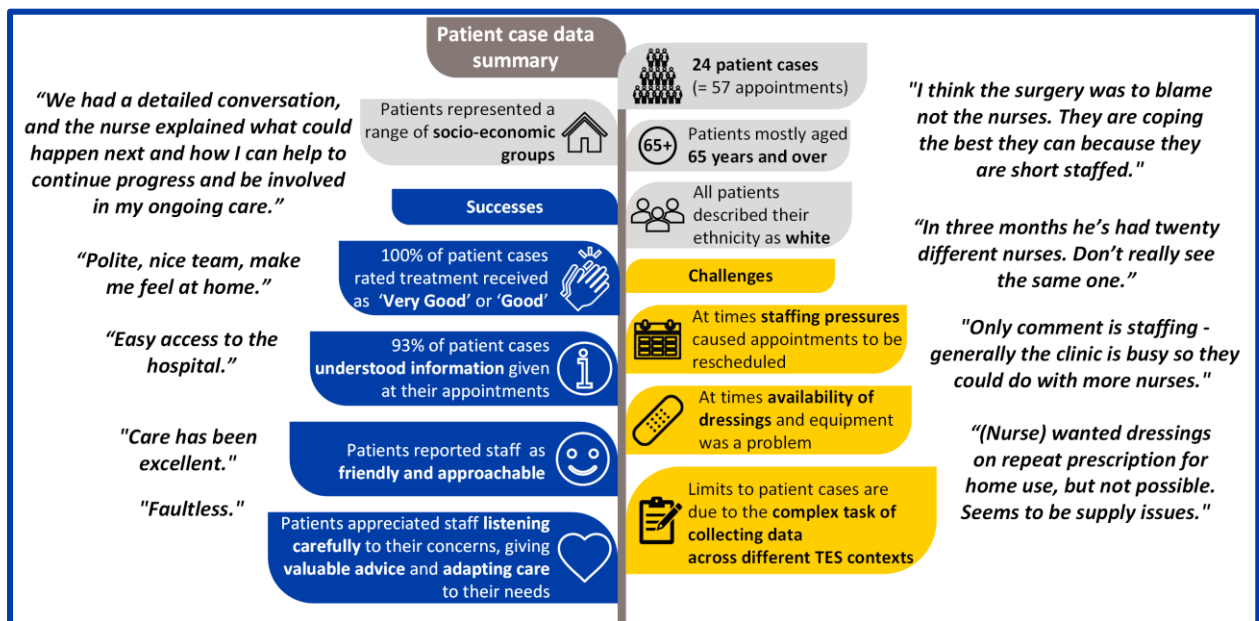 Patient case data
summary
24 patient cases
(= 57 appointments)
Patients represented a
range of socio-economic
groups
65+
Patients mostly aged
65 years and over
All patients
described their
ethnicity as white
Successes
100% of patient cases
rated treatment received
as ‘Very Good’ or ‘Good’
93% of patient cases
understood information given
at their appointments
Patients reported staff as
friendly and approachable
Patients appreciated staff listening
carefully to their concerns, giving
valuable advice and adapting care
to their needs
Challenges
At times staffing pressures
caused appointments to be
rescheduled
At times availability of
dressings and equipment
was a problem
Limits to patient cases are
due to the complex task of
collecting data
across different TES contexts
“We had a detailed conversation,
and the nurse explained what could
happen next and how I can help to
continue progress and be involved
in my ongoing care.”
“Polite, nice team, make
me feel at home.”
“Easy access to the
hospital.”
"Care has been
excellent."
"Faultless."
"I think the surgery was to blame
not the nurses. They are coping
the best they can because they
are short staffed."
“In three months he’s had twenty
different nurses. Don’t really see
the same one.”
"Only comment is staffing -
generally the clinic is busy so they
could do with more nurses."
“(Nurse) wanted dressings
on repeat prescription for
home use, but not possible.
Seems to be supply issues."